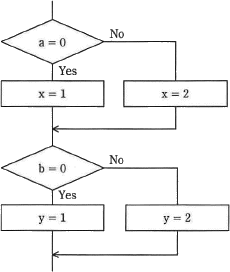 a = 0
No
Yes
x = 1
x = 2
b = 0
No
Yes
y = 1
y = 2